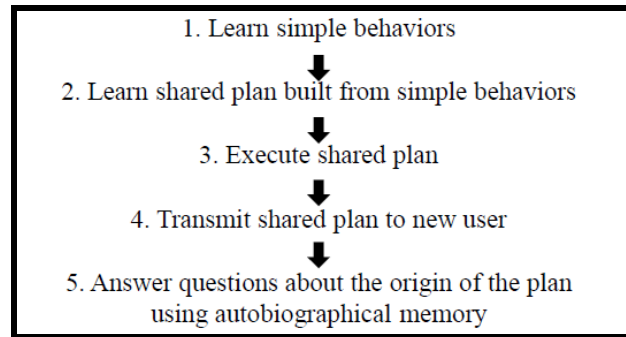 1. Learn simple behaviors
2. Learn shared plan built from simple behaviors
3. Execute shared plan
4. Transmit shared plan to new user
5. Answer questions about the origin of the plan
using autobiographical memory